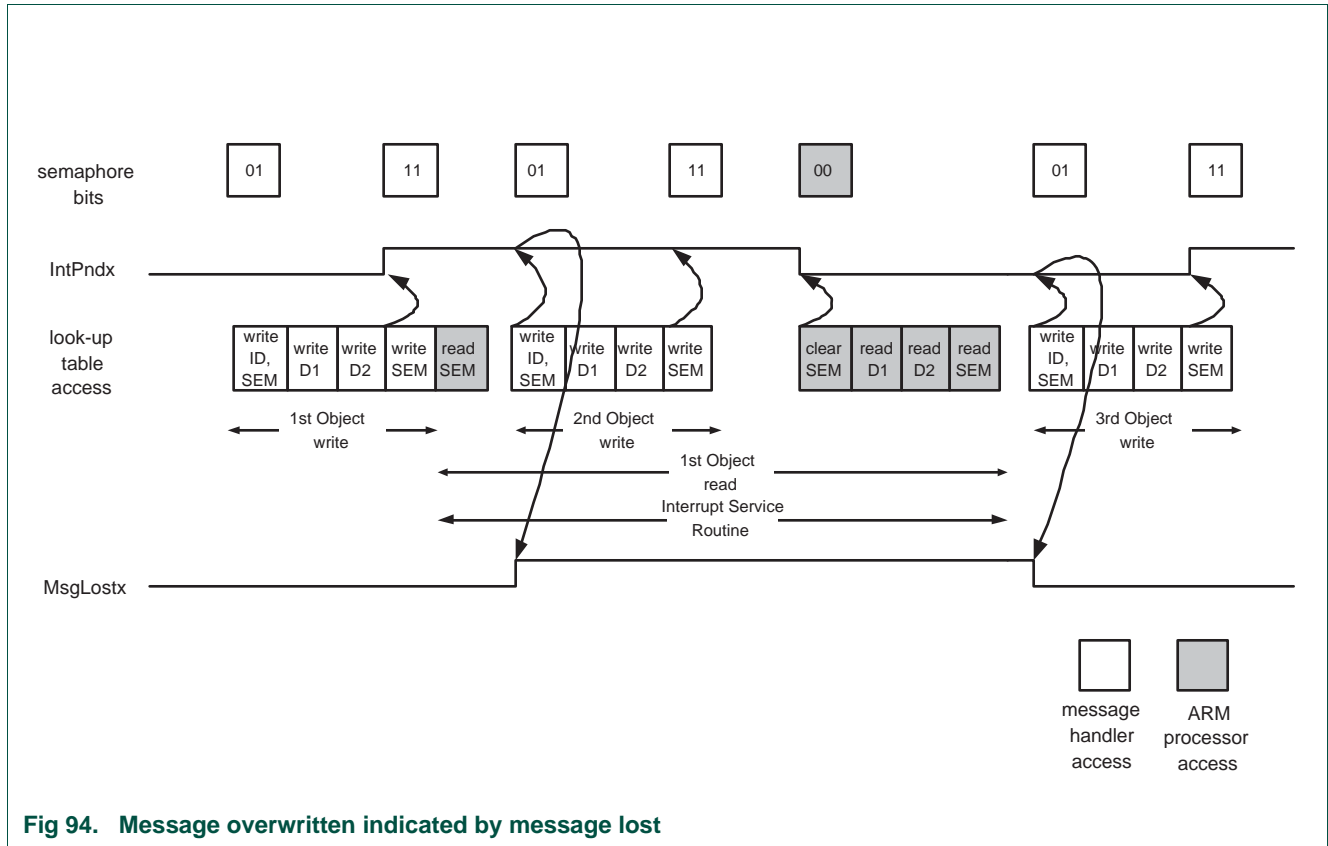 semaphore
bits
01
11
01
11
00
01
11
IntPndx
look-up
table
access
write
ID,
SEM
write
D1
write
D2
write
SEM
read
SEM
write
ID,
SEM
write
D1
write
D2
write
SEM
clear
SEM
read
D1
read
D2
read
SEM
write
ID,
SEM
write
D1
write
D2
write
SEM
1st Object
write
2nd Object
write
3rd Object
write
1st Object
read
Interrupt Service
Routine
MsgLostx
message
handler
access
ARM
processor
access
Fig 94. Message overwritten indicated by message lost